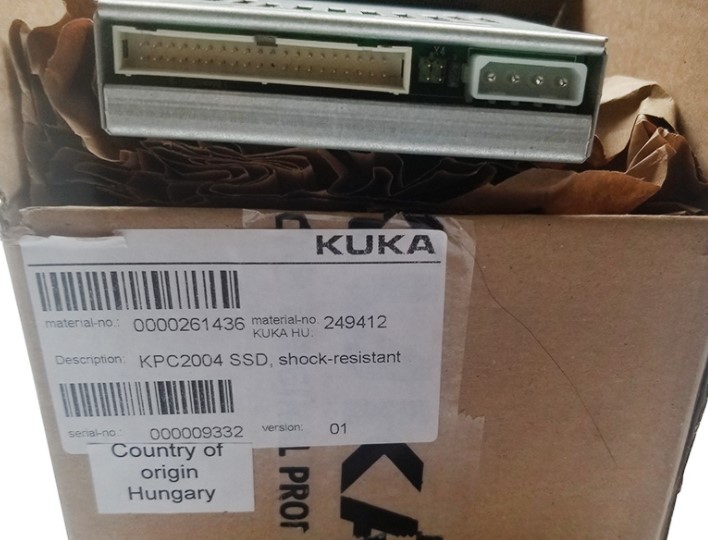 X4
KUKA
material-no.: 0000261436 material-no. 249412
KUKA HU:
Description: KPC2004 SSD, shock-resistant
serial-no.: 000009332 version: 01
Country of
origin
Hungary